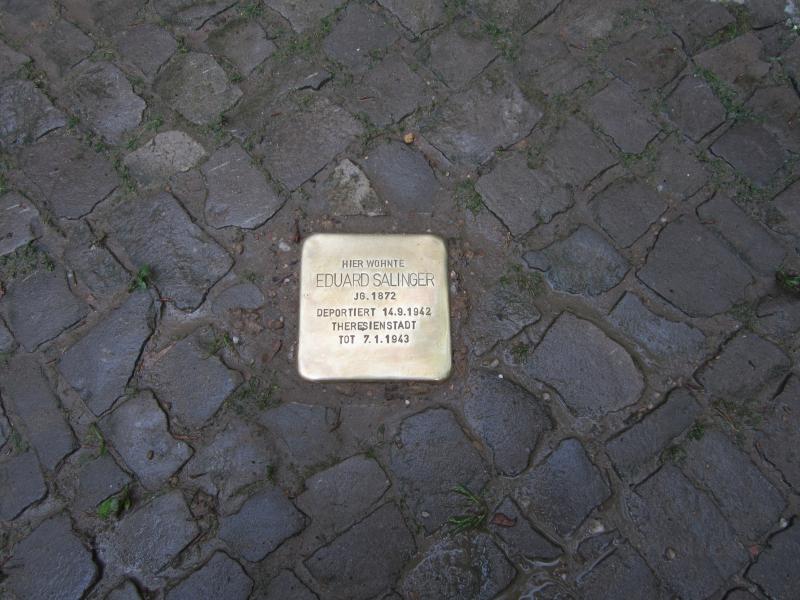 HIER WOHNTE
EDUARD SALINGER
JG. 1872
DEPORTIERT 14.9.1942
THERESIENSTADT
TOT 7.1.1943